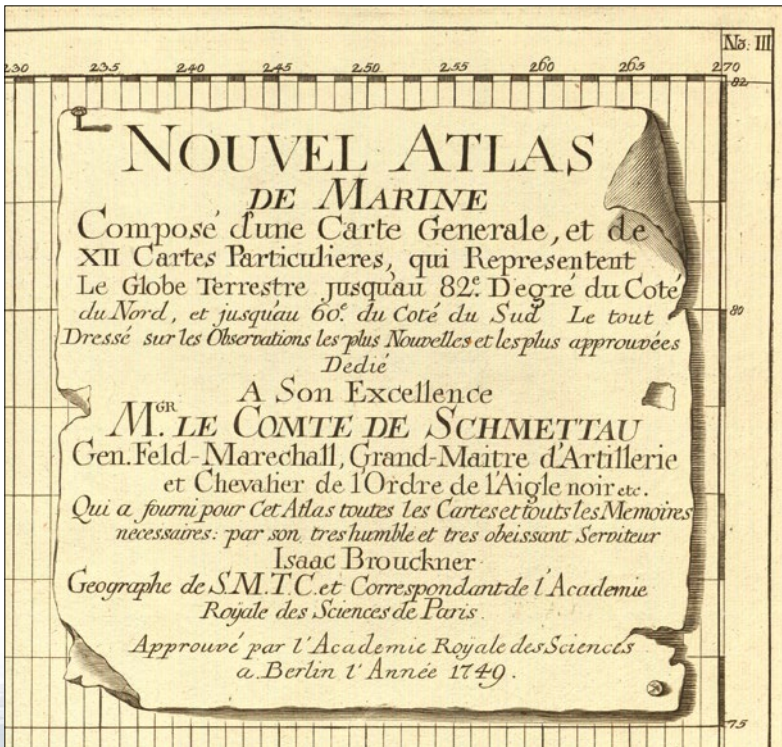 No: III
230 235 240 245 250 255 260 265 270
82
NOUVEL ATLAS
DE MARINE
Composé d'une Carte Generale, et de
XII Cartes Particulieres, qui Representent
Le Globe Terrestre jusqu'au 82.e Degré du Coté
du Nord, et jusqu'au 60.e du Coté du Sud Le tout
80
Dressé sur les Observations les plus Nouvelles et les plus approuvées
Dedié
A Son Excellence
M.GR LE COMTE DE SCHMETTAU
Gen. Feld-Marechall, Grand-Maitre d'Artillerie
et Chevalier de l'Ordre de l'Aigle noir etc.
Qui a fourni pour Cet Atlas toutes les Cartes et touts les Memoires
necessaires: par son tres humble et tres obeissant Serviteur
Isaac Brouckner
Geographe de S.M.T.C. et Correspondant de l'Academie
Royale des Sciences de Paris.
Approuvé par l'Academie Royale des Sciences
a Berlin l'Année 1749.
75